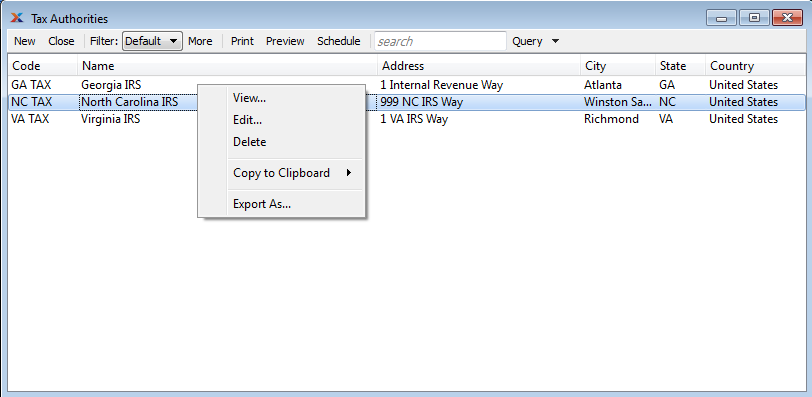 Tax Authorities
New Close Filter: Default More Print Preview Schedule search Query
Code Name Address City State Country
GA TAX Georgia IRS 1 Internal Revenue Way Atlanta GA United States
NC TAX North Carolina IRS 999 NC IRS Way Winston Sa... NC United States
VA TAX Virginia IRS 1 VA IRS Way Richmond VA United States
View...
Edit...
Delete
Copy to Clipboard
Export As...